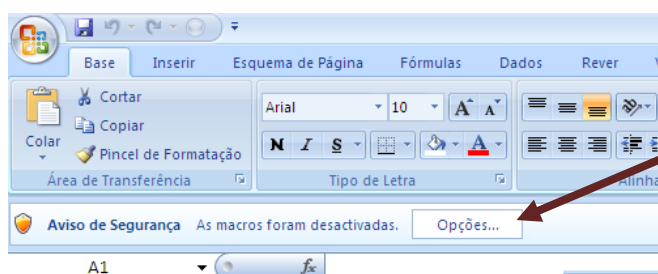 Base Inserir Esquema de Página Fórmulas Dados Rever
Cortar
Copiar
Colar
Pincel de Formatação
Arial 10 A A
N I S A
Área de Transferência Tipo de Letra
Aviso de Segurança As macros foram desactivadas. Opções...
A1 fx